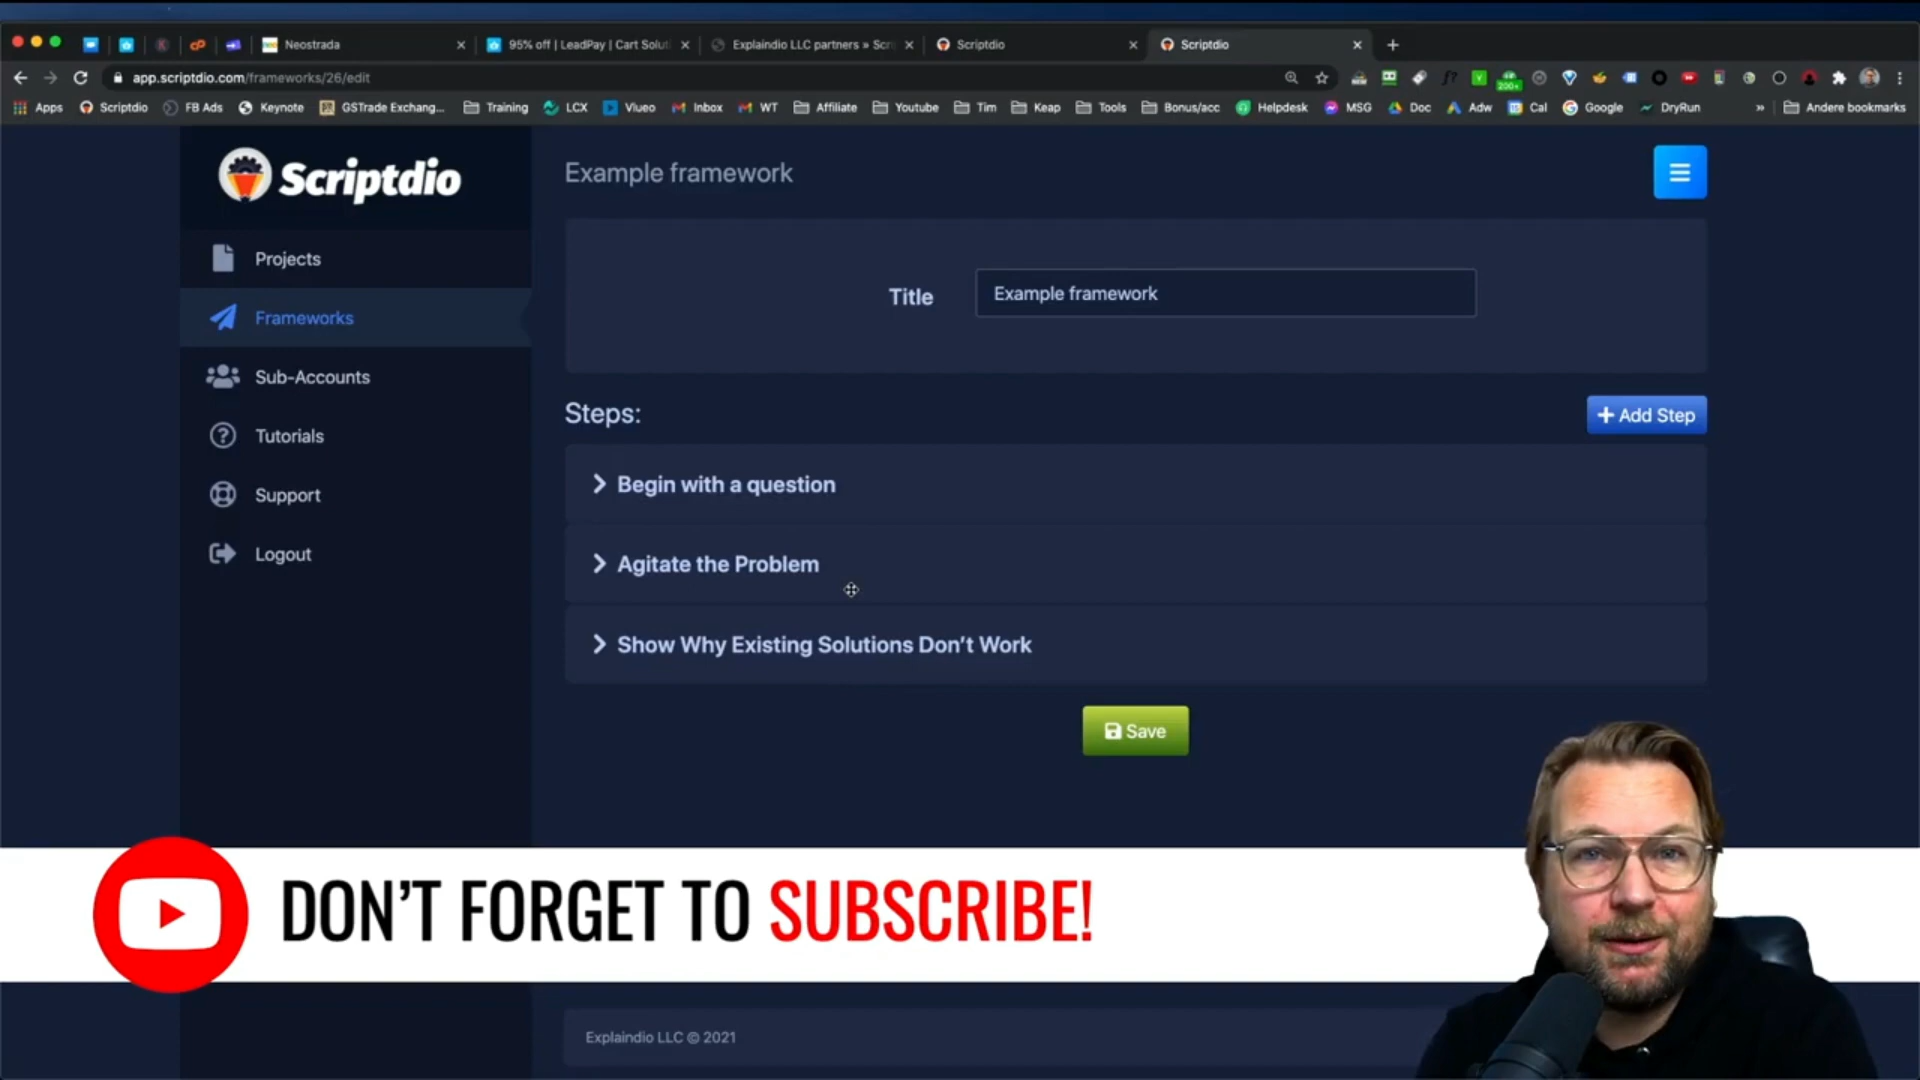 Neostrada
95% off | LeadPay | Cart Solut
Explaindio LLC partners » Scr
Scriptdio
Scriptdio
app.scriptdio.com/frameworks/26/edit
200+
Apps Scriptdio FB Ads Keynote GSTrade Exchang... Training LCX Vlueo Inbox WT Affiliate Youtube Tim Keap Tools Bonus/acc Helpdesk MSG Doc Adw Cal Google DryRun » Andere bookmarks
Scriptdio
Example framework
Projects
Title
Example framework
Frameworks
Sub-Accounts
Steps:
+ Add Step
Tutorials
Begin with a question
Support
Logout
Agitate the Problem
Show Why Existing Solutions Don't Work
Save
DON'T FORGET TO SUBSCRIBE!
Explaindio LLC © 2021